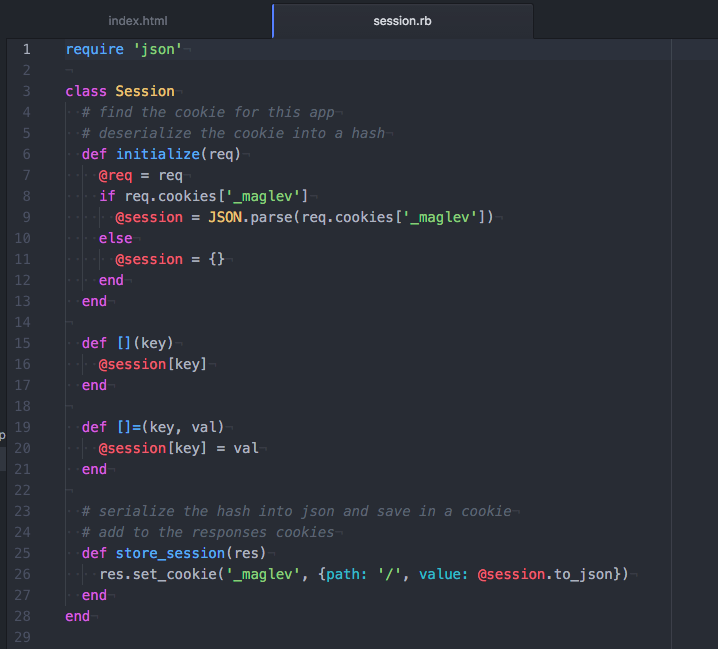 index.html
session.rb
1 require 'json'
2
3 class Session
4 # find the cookie for this app
5 # deserialize the cookie into a hash
6 def initialize(req)
7 @req = req
8 if req.cookies['_maglev']
9 @session = JSON.parse(req.cookies['_maglev'])
10 else
11 @session = {}
12 end
13 end
14
15 def [](key)
16 @session[key]
17 end
18
19 def []=(key, val)
20 @session[key] = val
21 end
22
23 # serialize the hash into json and save in a cookie
24 # add to the responses cookies
25 def store_session(res)
26 res.set_cookie('_maglev', {path: '/', value: @session.to_json})
27 end
28 end
29